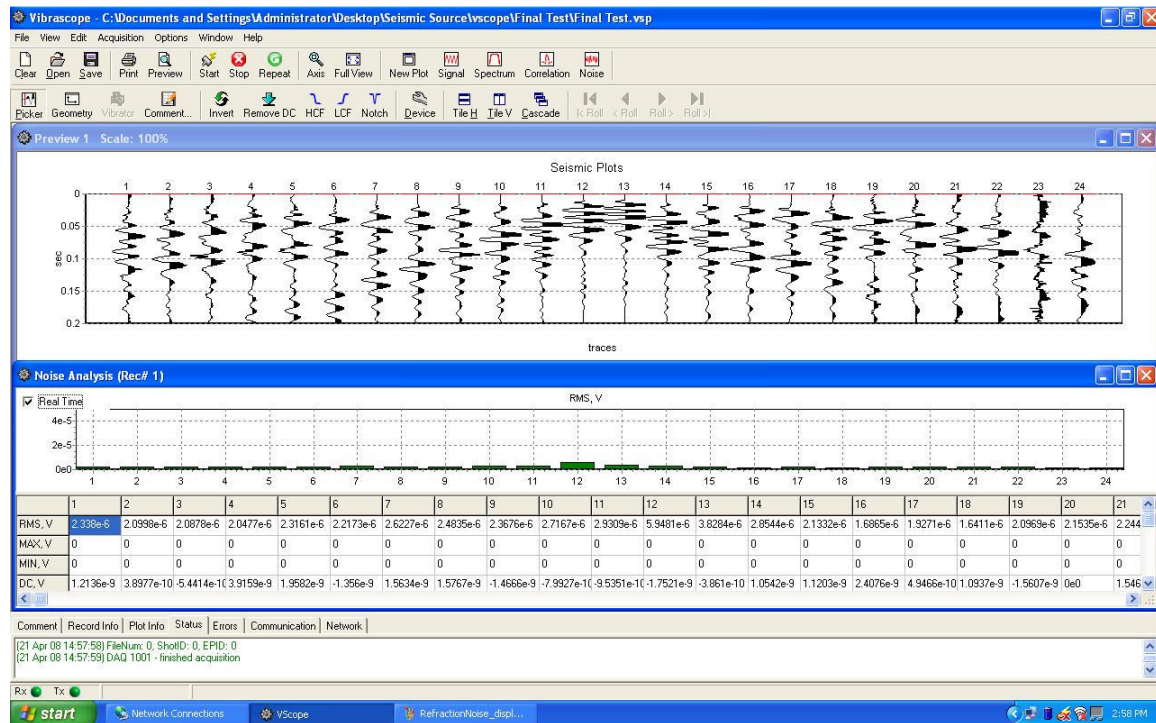 Vibrascope - C:\Documents and Settings\Administrator\Desktop\Seismic Source\vscope\Final Test\Final Test.vsp
File View Edit Acquisition Options Window Help
Clear Open Save Print Preview Start Stop Repeat Axis Full View New Plot Signal Spectrum Correlation Noise
Picker Geometry Vibrator Comment... Invert Remove DC HCF LCF Notch Device Tile H Tile V Cascade |< Roll < Roll Roll > Roll >|
Preview 1 Scale: 100%
Seismic Plots
1 2 3 4 5 6 7 8 9 10 11 12 13 14 15 16 17 18 19 20 21 22 23 24
0
0.05
sec
0.1
0.15
0.2
traces
Noise Analysis (Rec# 1)
Real Time
RMS, V
4e-5
2e-5
0e0
1 2 3 4 5 6 7 8 9 10 11 12 13 14 15 16 17 18 19 20 21 22 23 24
1 2 3 4 5 6 7 8 9 10 11 12 13 14 15 16 17 18 19 20 21
RMS, V 2.338e-6 2.0998e-6 2.0878e-6 2.0477e-6 2.3161e-6 2.2173e-6 2.6227e-6 2.4835e-6 2.3676e-6 2.7167e-6 2.9309e-6 5.9481e-6 3.8284e-6 2.8544e-6 2.1332e-6 1.6865e-6 1.9271e-6 1.6411e-6 2.0969e-6 2.1535e-6 2.244
MAX, V 0 0 0 0 0 0 0 0 0 0 0 0 0 0 0 0 0 0 0 0 0
MIN, V 0 0 0 0 0 0 0 0 0 0 0 0 0 0 0 0 0 0 0 0 0
DC, V 1.2136e-9 3.8977e-10 -5.4414e-10 3.9159e-9 1.9582e-9 -1.356e-9 1.5634e-9 1.5767e-9 -1.4666e-9 -7.9927e-10 -9.5351e-10 -1.7521e-9 -3.861e-10 1.0542e-9 1.1203e-9 2.4076e-9 4.9466e-10 1.0937e-9 -1.5607e-9 0e0 1.546
Comment Record Info Plot Info Status Errors Communication Network
(21 Apr 08 14:57:58) FileNum: 0, ShotID: 0, EPID: 0
(21 Apr 08 14:57:59) DAQ 1001 - finished acquisition
Rx Tx
start Network Connections VScope RefractionNoise_displ... 2:58 PM